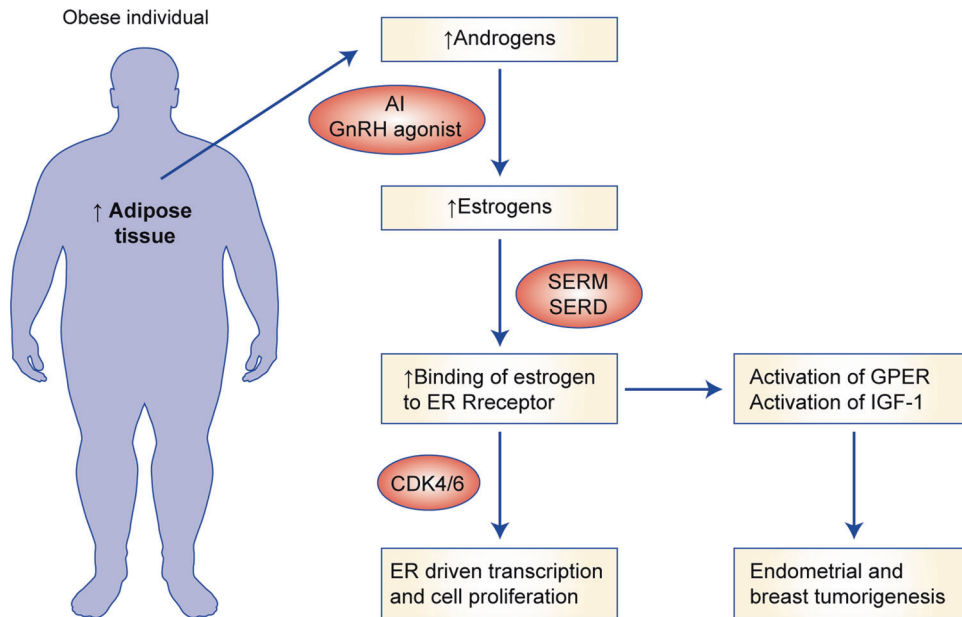 Obese individual
↑ Adipose
tissue
↑Androgens
AI
GnRH agonist
↑Estrogens
SERM
SERD
↑Binding of estrogen
to ER Rreceptor
Activation of GPER
Activation of IGF-1
CDK4/6
ER driven transcription
and cell proliferation
Endometrial and
breast tumorigenesis